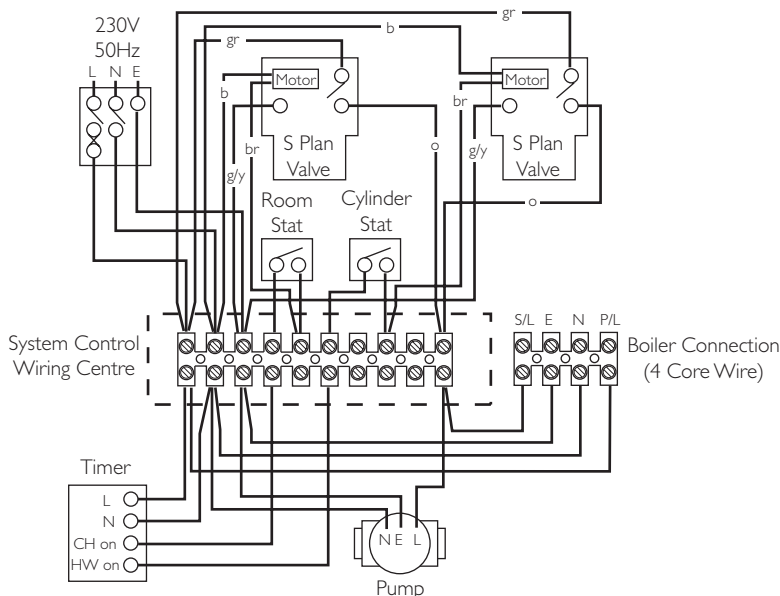 230V
50Hz
L N E
gr
b
gr
b
br
g/y
Motor
S Plan
Valve
o
br
g/y
Motor
S Plan
Valve
o
Room
Stat
Cylinder
Stat
System Control
Wiring Centre
S/L E N P/L
Boiler Connection
(4 Core Wire)
Timer
L
N
CH on
HW on
N E L
Pump